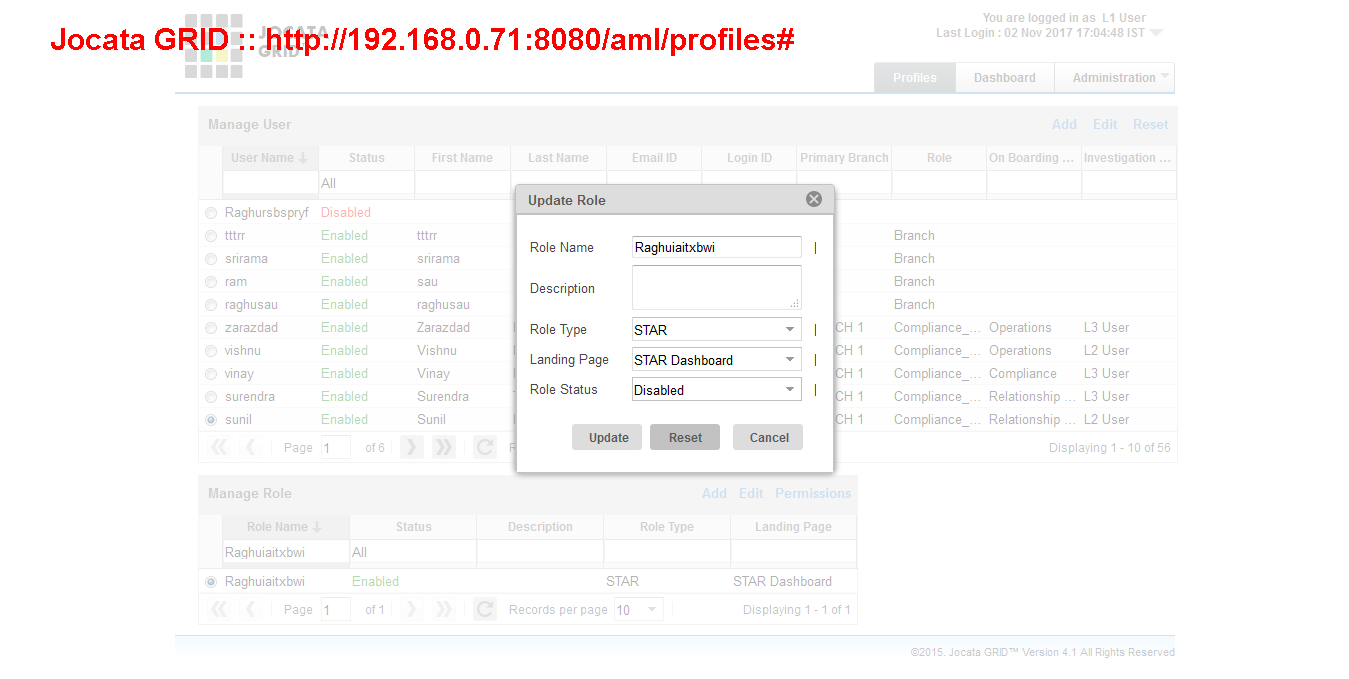 You are logged in as L1 User
Jocata GRID :: http://192.168.0.71:8080/aml/profiles#
JOCATA
GRID
Last Login : 02 Nov 2017 17:04:48 IST
Profiles Dashboard Administration
Manage User Add Edit Reset
User Name Status First Name Last Name Email ID Login ID Primary Branch Role On Boarding ... Investigation ...
All
Update Role
Raghursbspryf Disabled
tttrr Enabled tttrr Branch
srirama Enabled srirama Branch
ram Enabled sau Branch
raghusau Enabled raghusau Branch
zarazdad Enabled Zarazdad CH 1 Compliance_... Operations L3 User
vishnu Enabled Vishnu CH 1 Compliance_... Operations L2 User
vinay Enabled Vinay CH 1 Compliance_... Compliance L3 User
surendra Enabled Surendra CH 1 Compliance_... Relationship ... L3 User
sunil Enabled Sunil CH 1 Compliance_... Relationship ... L2 User
Role Name Raghuiaitxbwi |
Description
Role Type STAR |
Landing Page STAR Dashboard |
Role Status Disabled |
Update Reset Cancel
Page 1 of 6 Displaying 1 - 10 of 56
Manage Role Add Edit Permissions
Role Name Status Description Role Type Landing Page
Raghuiaitxbwi All
Raghuiaitxbwi Enabled STAR STAR Dashboard
Page 1 of 1 Records per page 10 Displaying 1 - 1 of 1
©2015. Jocata GRID™ Version 4.1 All Rights Reserved